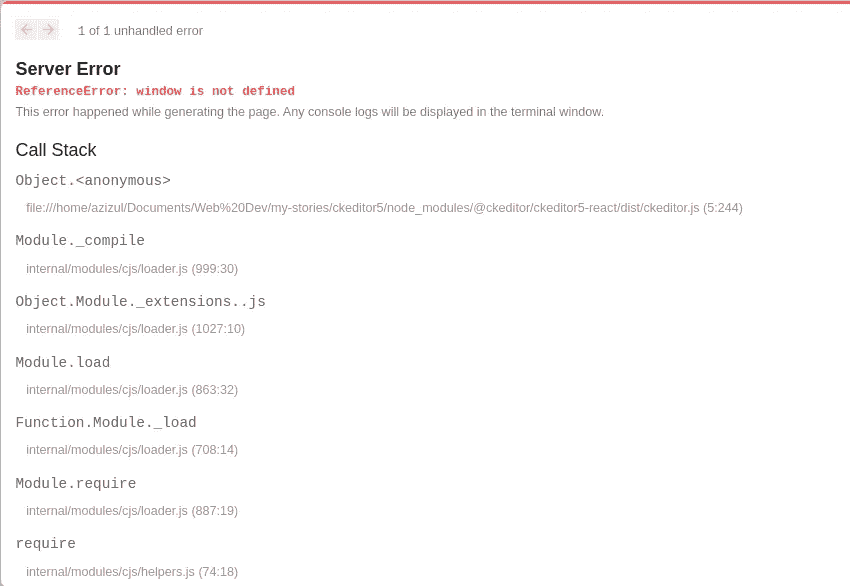 1 of 1 unhandled error
Server Error
ReferenceError: window is not defined
This error happened while generating the page. Any console logs will be displayed in the terminal window.
Call Stack
Object.<anonymous>
file:///home/azizul/Documents/Web%20Dev/my-stories/ckeditor5/node_modules/@ckeditor/ckeditor5-react/dist/ckeditor.js (5:244)
Module._compile
internal/modules/cjs/loader.js (999:30)
Object.Module._extensions..js
internal/modules/cjs/loader.js (1027:10)
Module.load
internal/modules/cjs/loader.js (863:32)
Function.Module._load
internal/modules/cjs/loader.js (708:14)
Module.require
internal/modules/cjs/loader.js (887:19)
require
internal/modules/cjs/helpers.js (74:18)